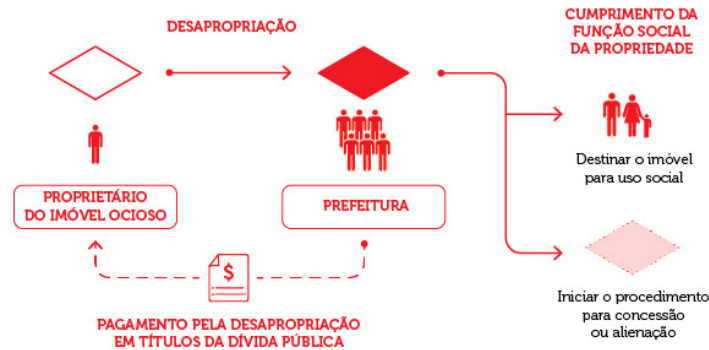 DESAPROPRIAÇÃO
CUMPRIMENTO DA
FUNÇÃO SOCIAL
DA PROPRIEDADE
PROPRIETÁRIO
DO IMÓVEL OCIOSO
PREFEITURA
Destinar o imóvel
para uso social
$
PAGAMENTO PELA DESAPROPRIAÇÃO
EM TÍTULOS DA DÍVIDA PÚBLICA
Iniciar o procedimento
para concessão
ou alienação